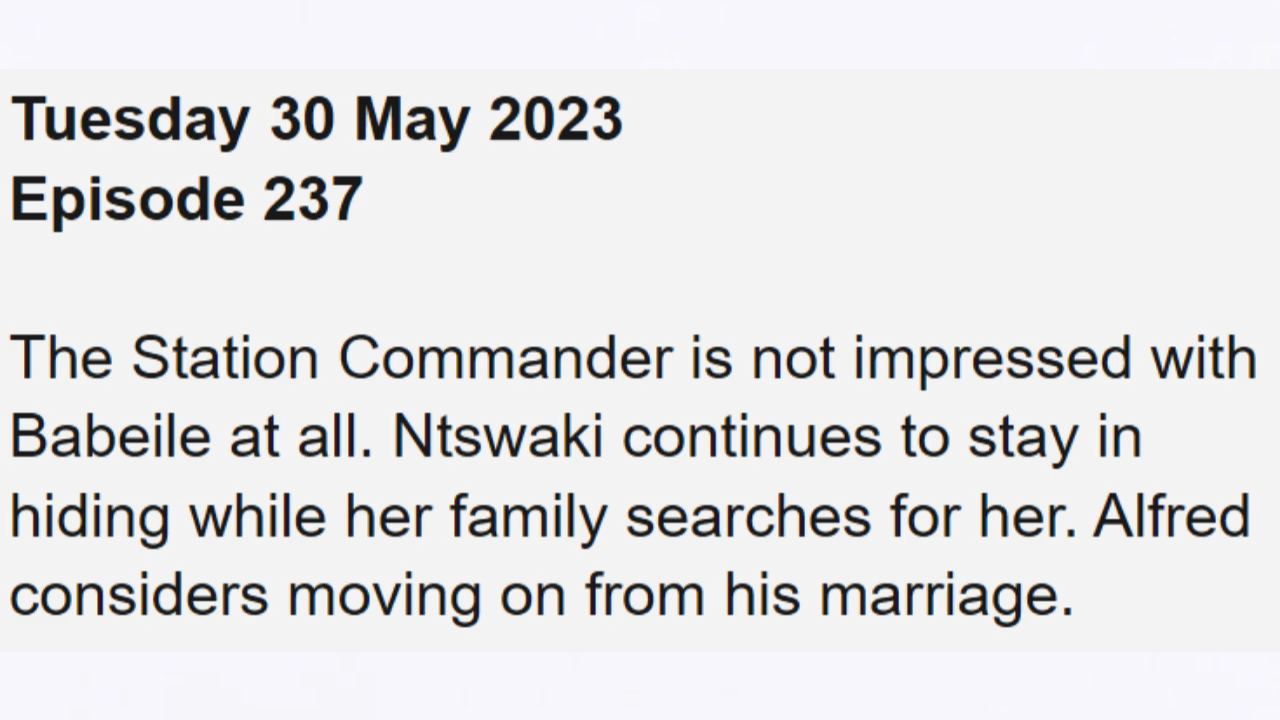 Tuesday 30 May 2023
Episode 237
The Station Commander is not impressed with
Babeile at all. Ntswaki continues to stay in
hiding while her family searches for her. Alfred
considers moving on from his marriage.